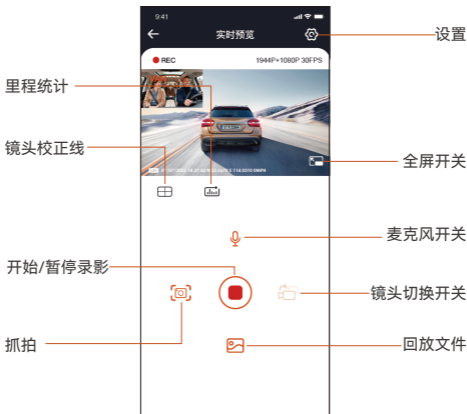 9:41
实时预览
设置
REC
1944P+1080P 30FPS
里程统计
镜头校正线
全屏开关
麦克风开关
开始/暂停录影
镜头切换开关
抓拍
回放文件